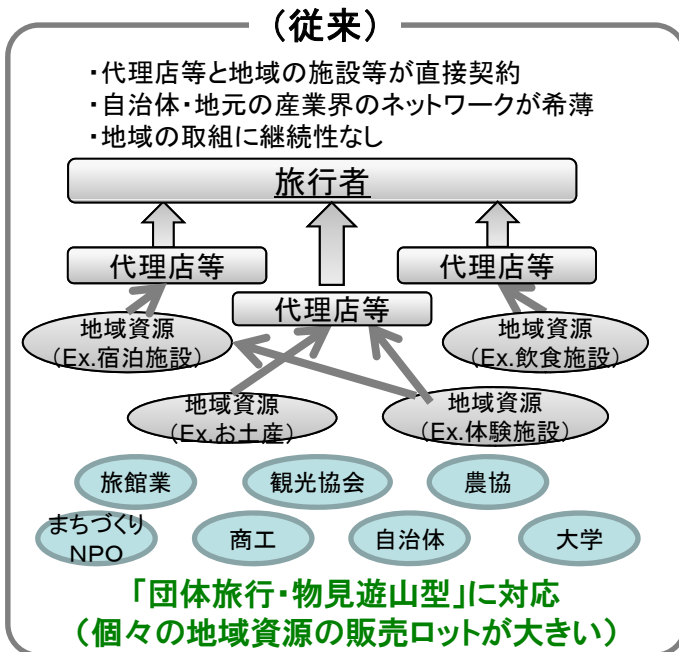 (従来)
・代理店等と地域の施設等が直接契約
・自治体・地元の産業界のネットワークが希薄
・地域の取組に継続性なし
旅行者
代理店等
代理店等
代理店等
地域資源
(Ex.宿泊施設)
地域資源
(Ex.飲食施設)
地域資源
(Ex.お土産)
地域資源
(Ex.体験施設)
旅館業
観光協会
農協
まちづくり
NPO
商工
自治体
大学
「団体旅行・物見遊山型」に対応
(個々の地域資源の販売ロットが大きい)